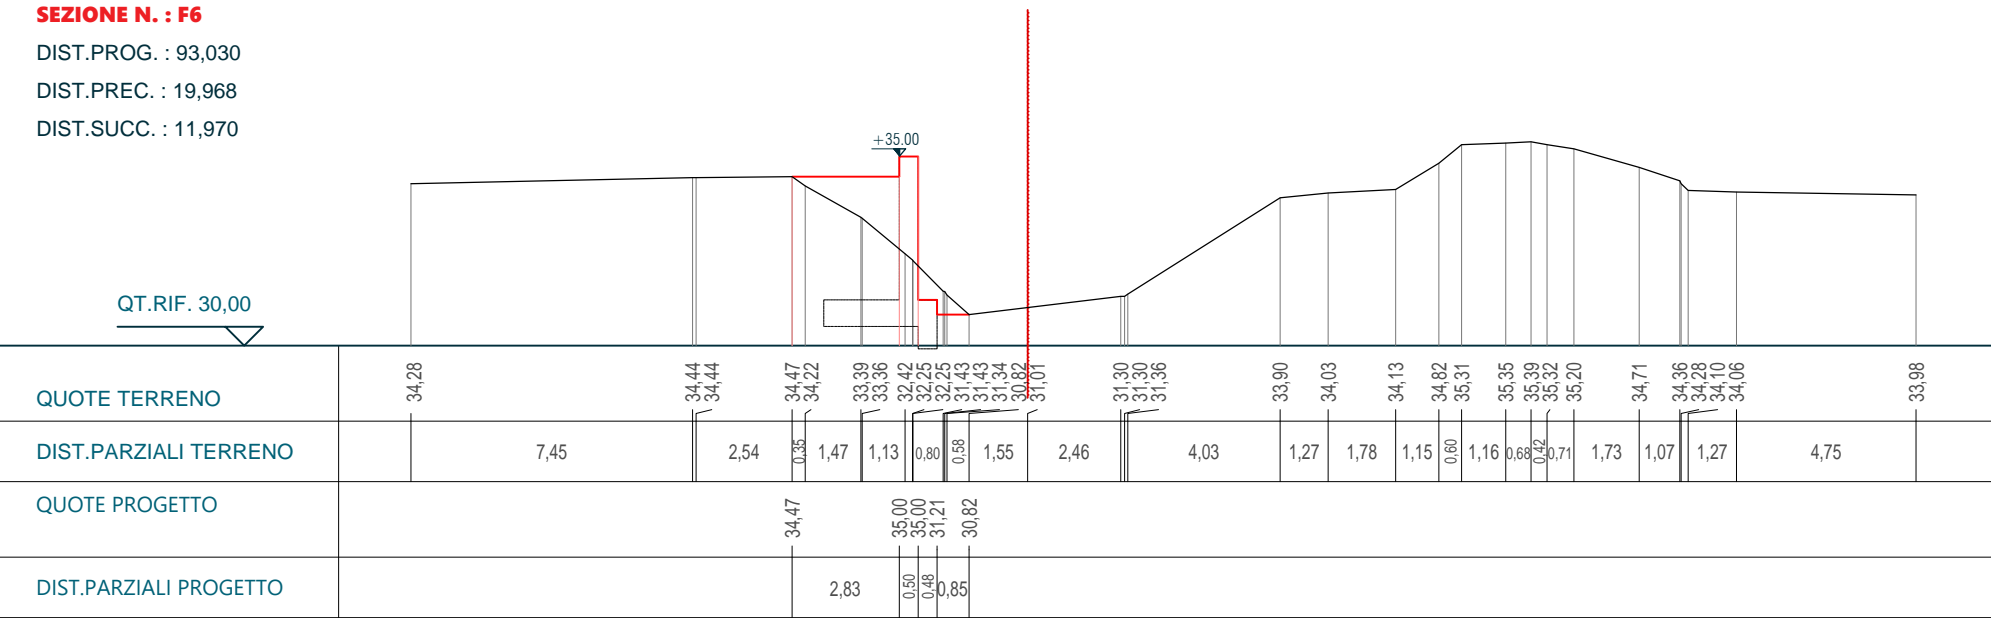 SEZIONE N. : F6
DIST.PROG. : 93,030
DIST.PREC. : 19,968
DIST.SUCC. : 11,970
+35.00
QT.RIF. 30,00
QUOTE TERRENO 34,28 34,44 34,44 34,47 34,22 33,39 33,36 32,42 32,25 32,25 31,43 31,43 31,34 30,82 31,01 31,30 31,30 31,36 33,90 34,03 34,13 34,82 35,31 35,35 35,39 35,32 35,20 34,71 34,36 34,28 34,10 34,06 33,98
DIST.PARZIALI TERRENO 7,45 2,54 0,35 1,47 1,13 0,80 0,58 1,55 2,46 4,03 1,27 1,78 1,15 0,60 1,16 0,68 0,42 0,71 1,73 1,07 1,27 4,75
QUOTE PROGETTO 34,47 35,00 35,00 31,21 30,82
DIST.PARZIALI PROGETTO 2,83 0,50 0,48 0,85